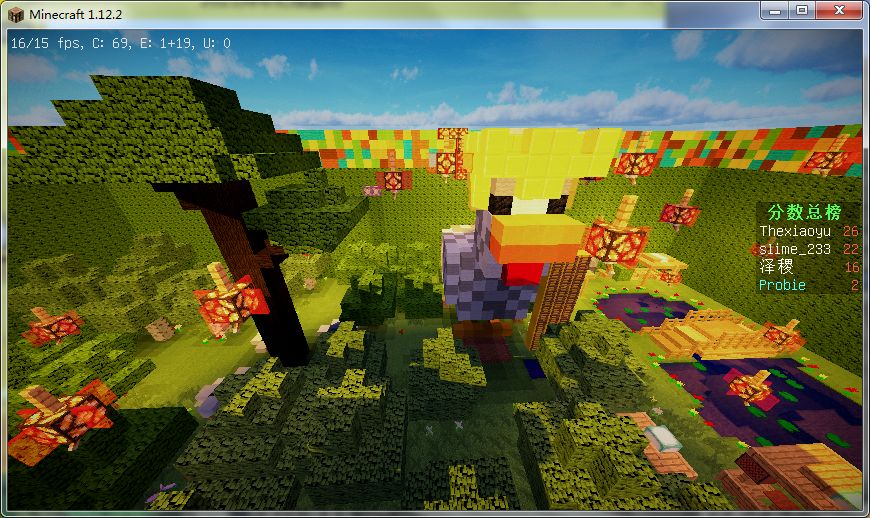 Minecraft 1.12.2
16/15 fps, C: 69, E: 1+19, U: 0
分数总榜
Thexiaoyu 26
slime_233 22
泽稷 16
Probie 2